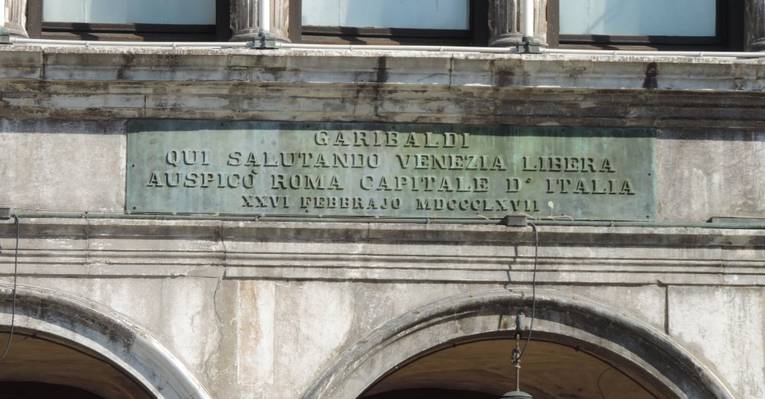 GARIBALDI
QUI SALUTANDO VENEZIA LIBERA
AUSPICÒ ROMA CAPITALE D' ITALIA
XXVI FEBBRAJO MDCCCLXVII